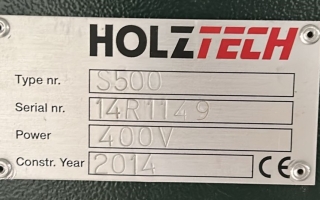 HOLZTECH
Type nr. S500
Serial nr. 14R1149
Power 400V
Constr. Year 2014 CE